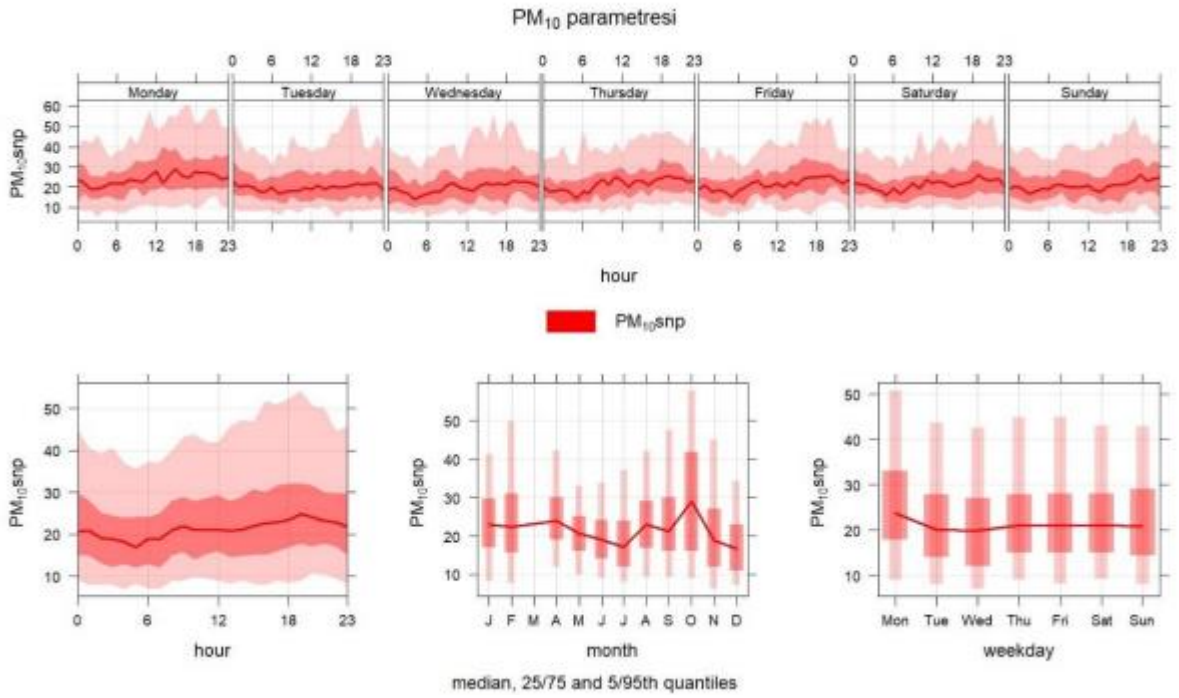 PM₁₀ parametresi
0 6 12 18 23 0 6 12 18 23 0 6 12 18 23
Monday Tuesday Wednesday Thursday Friday Saturday Sunday
60
50
40
30
20
10
PM₁₀snp
0 6 12 18 23 0 6 12 18 23 0 6 12 18 23 0 6 12 18 23
hour
PM₁₀snp
50
40
30
20
10
PM₁₀snp
0 6 12 18 23
hour
50
40
30
20
10
PM₁₀snp
J F M A M J J A S O N D
month
50
40
30
20
10
PM₁₀snp
Mon Tue Wed Thu Fri Sat Sun
weekday
median, 25/75 and 5/95th quantiles